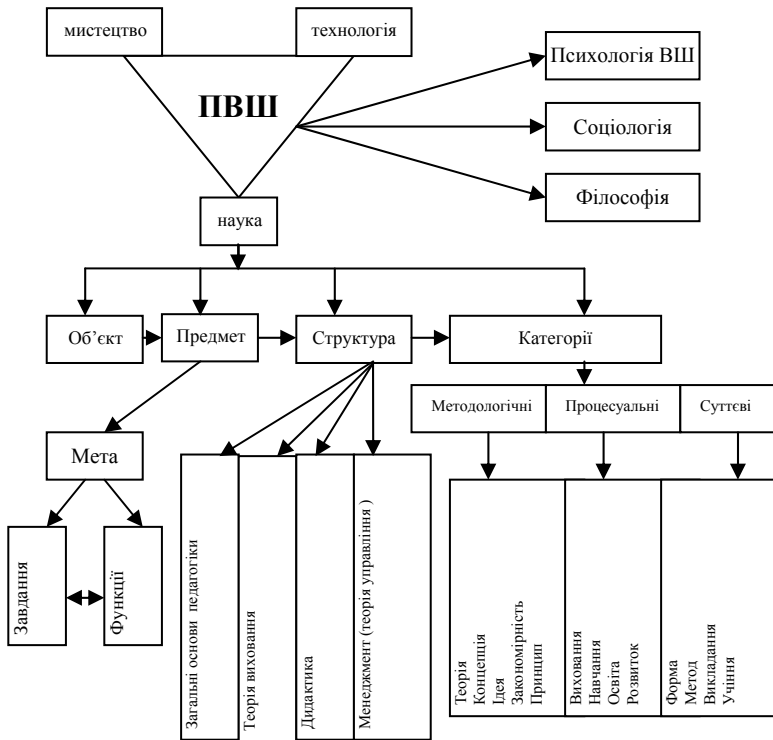 мистецтво
технологія
ПВШ
Психологія ВШ
Соціологія
Філософія
наука
Об’єкт
Предмет
Структура
Категорії
Методологічні
Процесуальні
Суттєві
Мета
Завдання
Функції
Загальні основи педагогіки
Теорія виховання
Дидактика
Менеджмент (теорія управління )
Теорія
Концепція
Ідея
Закономірність
Принцип
Виховання
Навчання
Освіта
Розвиток
Форма
Метод
Викладання
Учіння